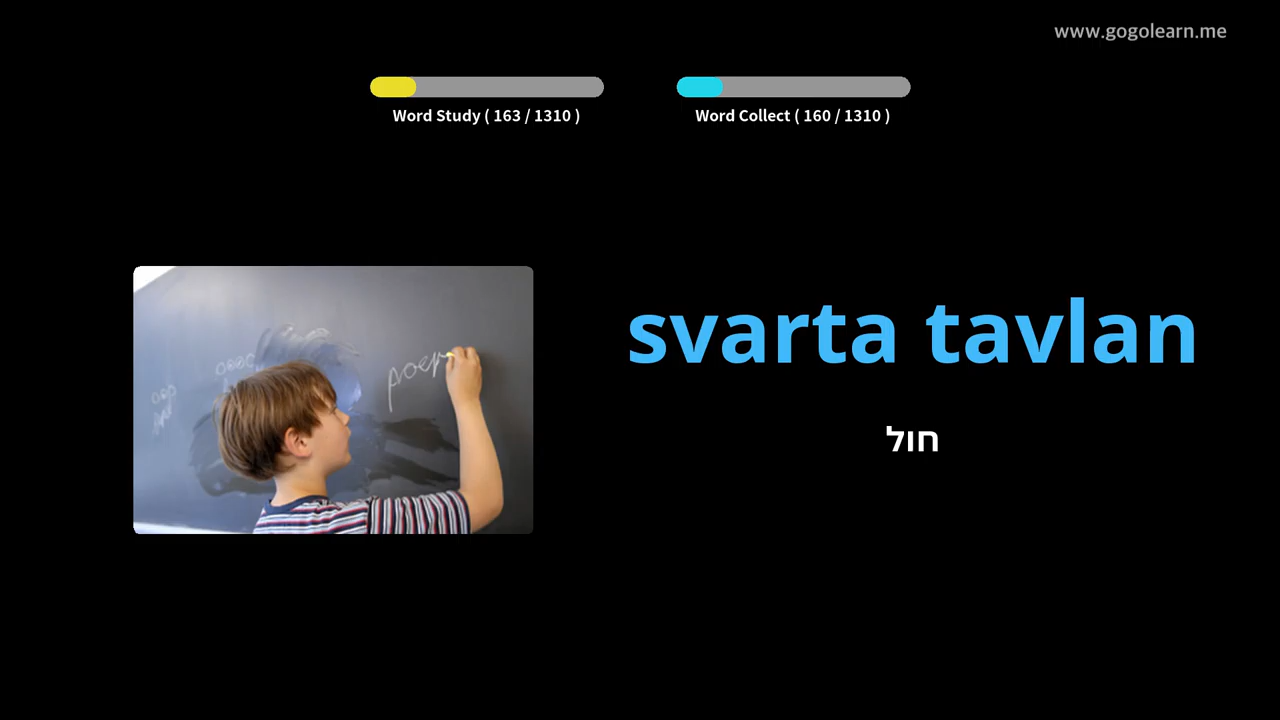 www.gogolearn.me
Word Study ( 163 / 1310 )
Word Collect ( 160 / 1310 )
svarta tavlan
חול